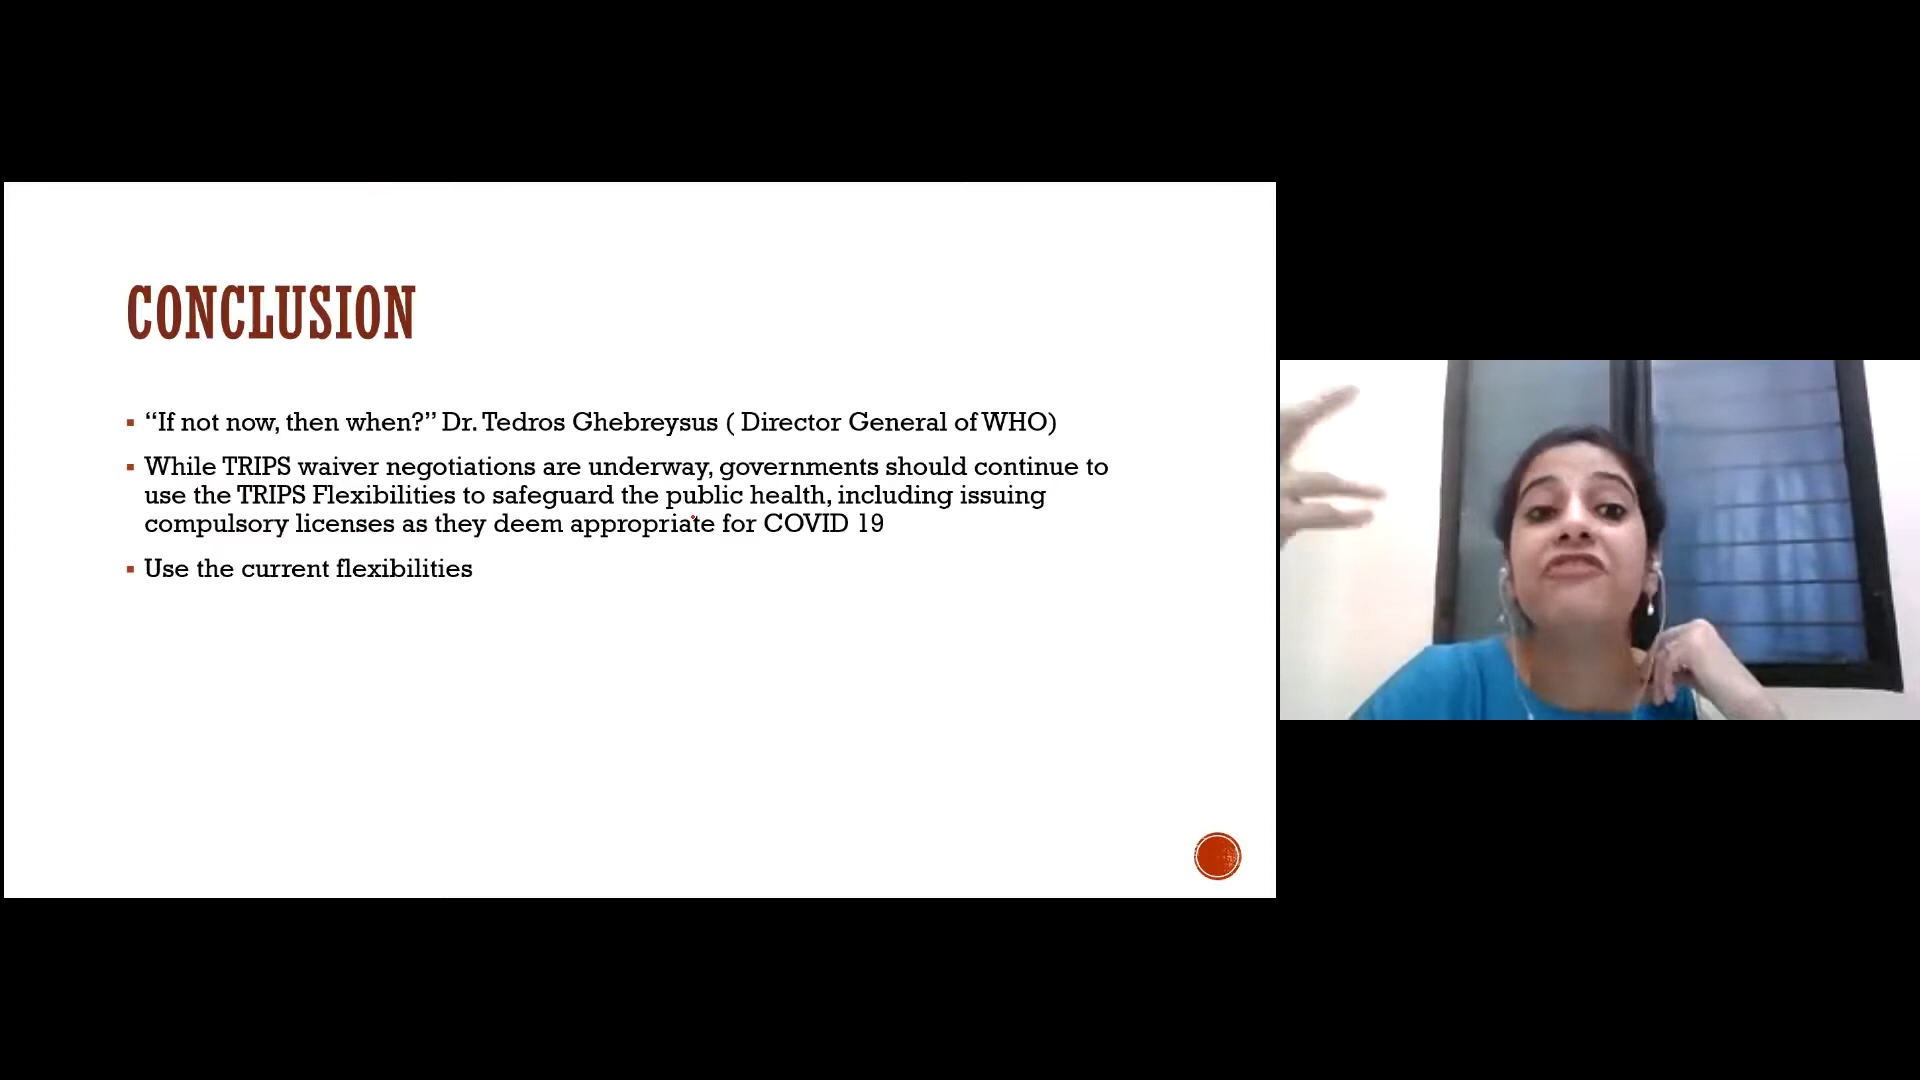 CONCLUSION
▪ “If not now, then when?” Dr. Tedros Ghebreysus ( Director General of WHO)
▪ While TRIPS waiver negotiations are underway, governments should continue to
use the TRIPS Flexibilities to safeguard the public health, including issuing
compulsory licenses as they deem appropriate for COVID 19
▪ Use the current flexibilities